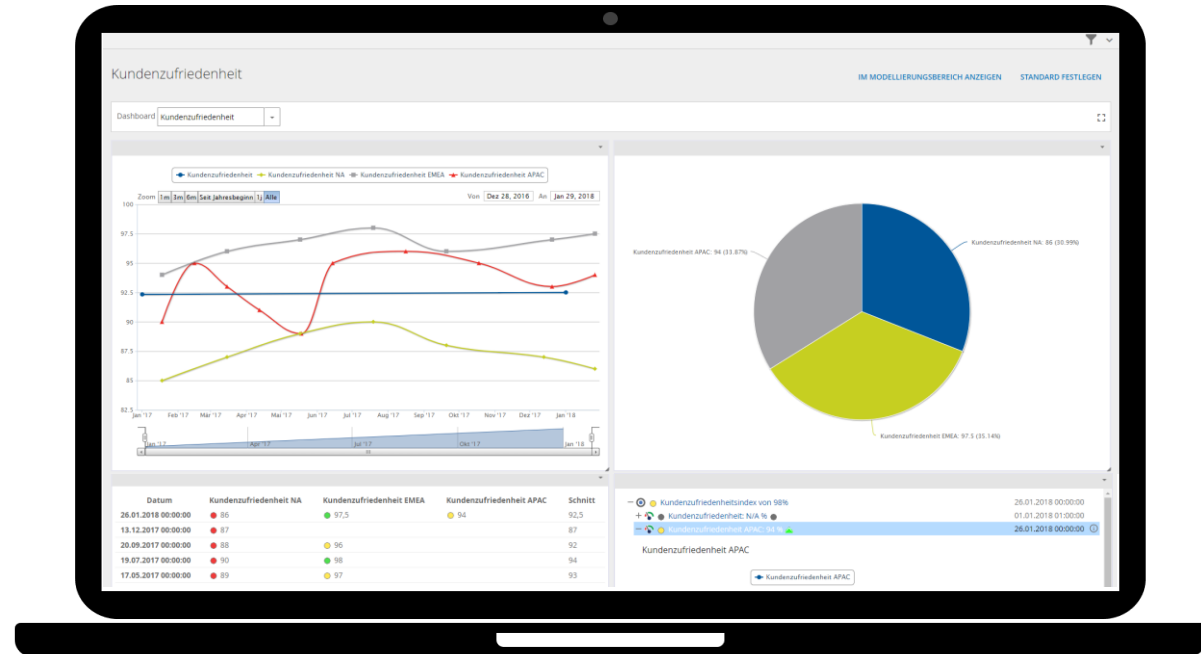 Kundenzufriedenheit
IM MODELLIERUNGSBEREICH ANZEIGEN STANDARD FESTLEGEN
Dashboard Kundenzufriedenheit
Kundenzufriedenheit Kundenzufriedenheit NA Kundenzufriedenheit EMEA Kundenzufriedenheit APAC
Zoom 1m 3m 6m Seit Jahresbeginn 1j Alle Von Dez 28, 2016 An Jan 29, 2018
100
97.5
95
92.5
90
87.5
85
82.5
Jan '17 Feb '17 Mär '17 Apr '17 Mai '17 Jun '17 Jul '17 Aug '17 Sep '17 Okt '17 Nov '17 Dez '17 Jan '18
Jan '17 Apr '17 Jul '17 Okt '17 Jan '18
Kundenzufriedenheit NA: 86 (30.99%)
Kundenzufriedenheit APAC: 94 (33.87%)
Kundenzufriedenheit EMEA: 97.5 (35.14%)
Datum Kundenzufriedenheit NA Kundenzufriedenheit EMEA Kundenzufriedenheit APAC Schnitt
26.01.2018 00:00:00 86 97,5 94 92,5
13.12.2017 00:00:00 87 87
20.09.2017 00:00:00 88 96 92
19.07.2017 00:00:00 90 98 94
17.05.2017 00:00:00 89 97 93
Kundenzufriedenheitsindex von 98% 26.01.2018 00:00:00
Kundenzufriedenheit: N/A % 01.01.2018 01:00:00
Kundenzufriedenheit APAC: 94 % 26.01.2018 00:00:00
Kundenzufriedenheit APAC
Kundenzufriedenheit APAC